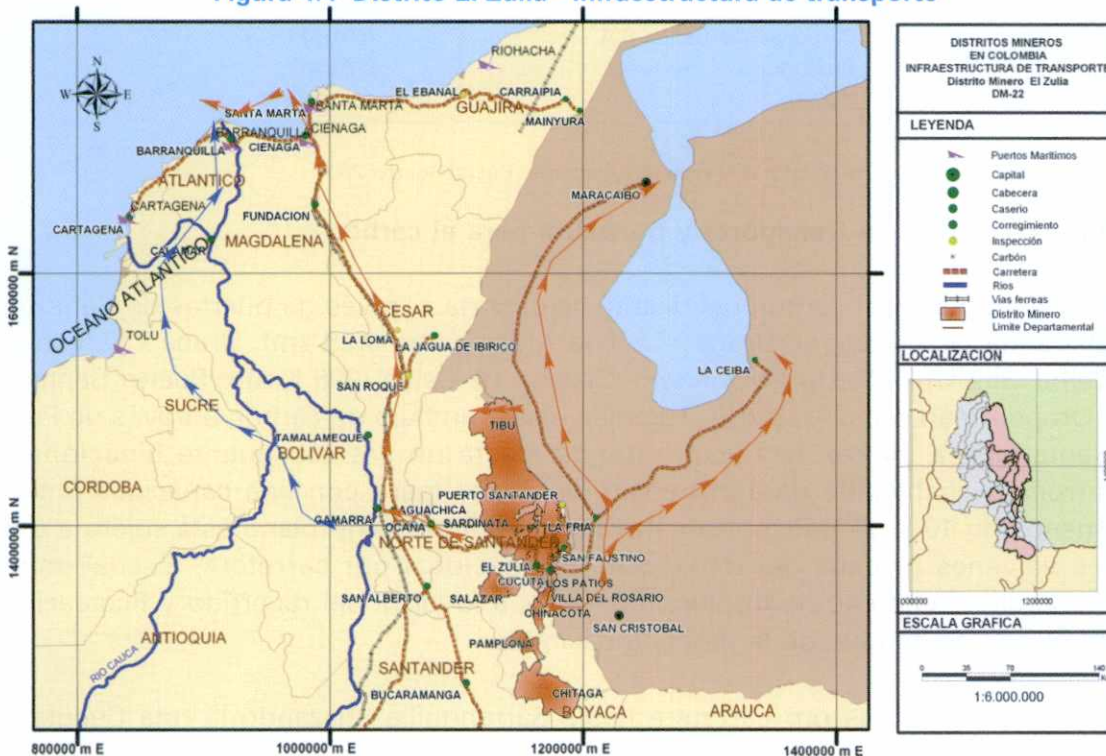 Figura 4.4 Distrito El Zulia - Infraestructura de transporte
N
W
E
S
RIOHACHA
EL EBANAL
CARRAIPIA
SANTA MARTA
SANTA MARTA
GUAJIRA
MAINYURA
BARRANQUILLA
CIENAGA
BARRANQUILLA
CIENAGA
ATLANTICO
MARACAIBO
CARTAGENA
FUNDACION
CARTAGENA
MAGDALENA
CALAMAR
OCEANO ATLANTICO
CESAR
LA LOMA
LA JAGUA DE IBIRICO
TOLU
SAN ROQUE
LA CEIBA
SUCRE
TIBU
TAMALAMEQUE
BOLIVAR
CORDOBA
PUERTO SANTANDER
GAMARRA
AGUACHICA
OCANA
SARDINATA
LA FRIA
NORTE DE SANTANDER
SAN FAUSTINO
EL ZULIA
CUCUTA
LOS PATIOS
SAN ALBERTO
SALAZAR
VILLA DEL ROSARIO
CHINACOTA
SAN CRISTOBAL
ANTIOQUIA
PAMPLONA
RIO CAUCA
SANTANDER
BUCARAMANGA
CHITAGA
BOYACA
ARAUCA
1600000 m N
1400000 m N
800000 m E
1000000 m E
1200000 m E
1400000 m E
DISTRITOS MINEROS
EN COLOMBIA
INFRAESTRUCTURA DE TRANSPORTE
Distrito Minero El Zulia
DM-22
LEYENDA
Puertos Maritimos
Capital
Cabecera
Caserio
Corregimiento
Inspección
Carbón
Carretera
Rios
Vias ferreas
Distrito Minero
Limite Departamental
LOCALIZACION
1200000
ESCALA GRAFICA
0 35 70 140
1:6.000.000